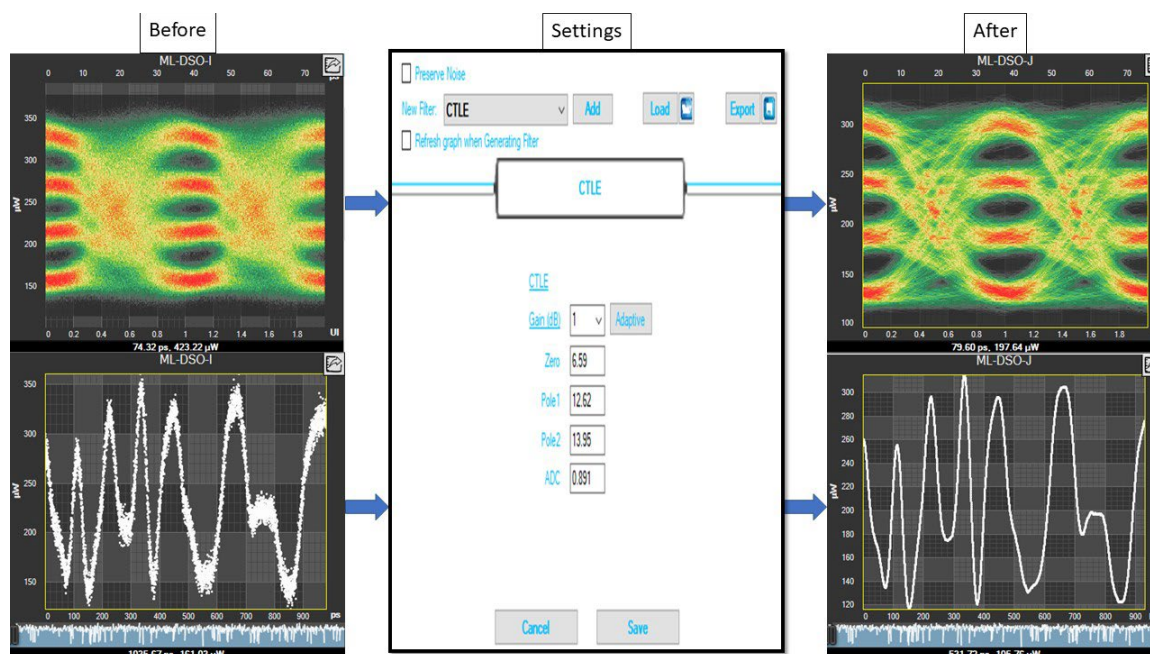 Before
ML-DSO-I
0 10 20 30 40 50 60 70
350
300
250
200
150
µW
0 0.2 0.4 0.6 0.8 1 1.2 1.4 1.6 1.8 UI
74.32 ps, 423.22 µW
ML-DSO-I
350
300
250
200
150
µW
0 100 200 300 400 500 600 700 800 900 ps
Settings
Preserve Noise
New Filter: CTLE Add Load Export
Refresh graph when Generating Filter
CTLE
CTLE
Gain (dB) 1 Adaptive
Zero 6.59
Pole1 12.62
Pole2 13.95
ADC 0.891
Cancel Save
After
ML-DSO-J
0 10 20 30 40 50 60 70
300
250
200
150
100
µW
0.2 0.4 0.6 0.8 1 1.2 1.4 1.6 1.8
79.60 ps, 197.64 µW
ML-DSO-J
300
280
260
240
220
200
180
160
140
120
µW
0 100 200 300 400 500 600 700 800 900